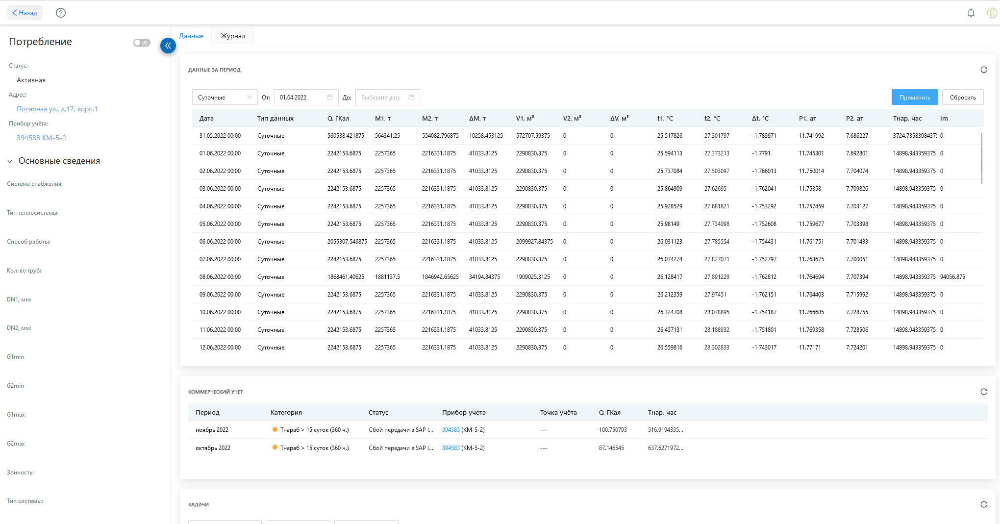 Назад
Потребление
Статус:
Активная
Адрес:
Полярная ул., д.17, корп.1
Прибор учёта:
394583 КМ-5-2
Основные сведения
Система снабжения:
Тип теплосистемы:
Способ работы:
Кол-во труб:
DN1, мм:
DN2, мм:
G1min
G2min
G1max
G2max
Зонность:
Тип системы:
Данные Журнал
ДАННЫЕ ЗА ПЕРИОД
Суточные От: 01.04.2022 До: Выберите дату Применить Сбросить
Дата Тип данных Q, ГКал М1, т М2, т ΔМ, т V1, м³ V2, м³ ΔV, м³ t1, °C t2, °C Δt, °C P1, ат P2, ат Тнар, час Im
31.05.2022 00:00 Суточные 560538.421875 564341.25 554082.796875 10258.453125 572707.59375 0 0 25.517826 27.301797 -1.783971 11.741992 7.686227 3724.7358398437 0
01.06.2022 00:00 Суточные 2242153.6875 2257365 2216331.1875 41033.8125 2290830.375 0 0 25.594113 27.373213 -1.7791 11.745301 7.692801 14898.943359375 0
02.06.2022 00:00 Суточные 2242153.6875 2257365 2216331.1875 41033.8125 2290830.375 0 0 25.737084 27.503097 -1.766013 11.750014 7.704074 14898.943359375 0
03.06.2022 00:00 Суточные 2242153.6875 2257365 2216331.1875 41033.8125 2290830.375 0 0 25.864909 27.62695 -1.762041 11.75358 7.709826 14898.943359375 0
04.06.2022 00:00 Суточные 2242153.6875 2257365 2216331.1875 41033.8125 2290830.375 0 0 25.928529 27.681821 -1.753292 11.757459 7.703127 14898.943359375 0
05.06.2022 00:00 Суточные 2242153.6875 2257365 2216331.1875 41033.8125 2290830.375 0 0 25.98149 27.734098 -1.752608 11.759677 7.703398 14898.943359375 0
06.06.2022 00:00 Суточные 2055307.546875 2257365 2216331.1875 41033.8125 2099927.84375 0 0 26.031123 27.785554 -1.754431 11.761751 7.701433 14898.943359375 0
07.06.2022 00:00 Суточные 2242153.6875 2257365 2216331.1875 41033.8125 2290830.375 0 0 26.074274 27.827071 -1.752797 11.763675 7.700051 14898.943359375 0
08.06.2022 00:00 Суточные 1868461.40625 1881137.5 1846942.65625 34194.84375 1909025.3125 0 0 26.128417 27.891229 -1.762812 11.764694 7.707394 14898.943359375 94056.875
09.06.2022 00:00 Суточные 2242153.6875 2257365 2216331.1875 41033.8125 2290830.375 0 0 26.212359 27.97451 -1.762151 11.764403 7.715992 14898.943359375 0
10.06.2022 00:00 Суточные 2242153.6875 2257365 2216331.1875 41033.8125 2290830.375 0 0 26.324708 28.078895 -1.754187 11.766685 7.728755 14898.943359375 0
11.06.2022 00:00 Суточные 2242153.6875 2257365 2216331.1875 41033.8125 2290830.375 0 0 26.437131 28.188932 -1.751801 11.769358 7.728506 14898.943359375 0
12.06.2022 00:00 Суточные 2242153.6875 2257365 2216331.1875 41033.8125 2290830.375 0 0 26.559816 28.302833 -1.743017 11.77171 7.724201 14898.943359375 0
КОММЕРЧЕСКИЙ УЧЕТ
Период Категория Статус Прибор учета Точка учёта Q, ГКал Тнар, час
ноябрь 2022 Тнараб > 15 суток (360 ч.) Сбой передачи в SAP I... 394583 (КМ-5-2) --- 100.750793 516.9194335...
октябрь 2022 Тнараб > 15 суток (360 ч.) Сбой передачи в SAP I... 394583 (КМ-5-2) --- 87.146545 637.6271972...
ЗАДАЧИ